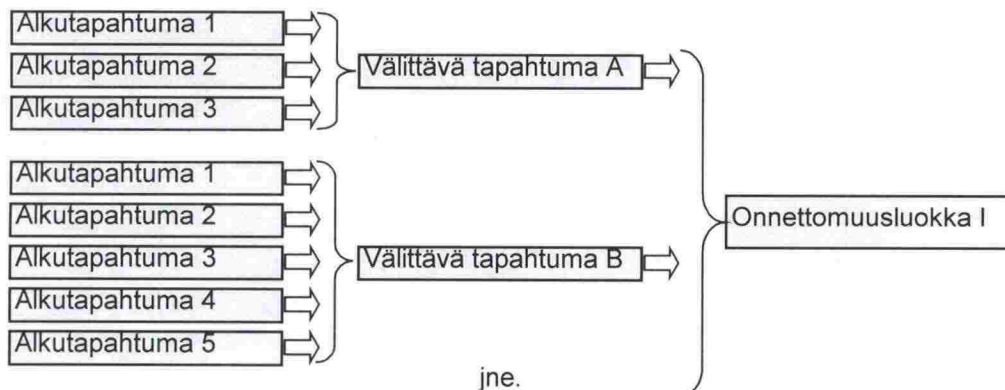 Alkutapahtuma 1
Alkutapahtuma 2
Alkutapahtuma 3
Välittävä tapahtuma A
Alkutapahtuma 1
Alkutapahtuma 2
Alkutapahtuma 3
Alkutapahtuma 4
Alkutapahtuma 5
Välittävä tapahtuma B
Onnettomuusluokka I
jne.